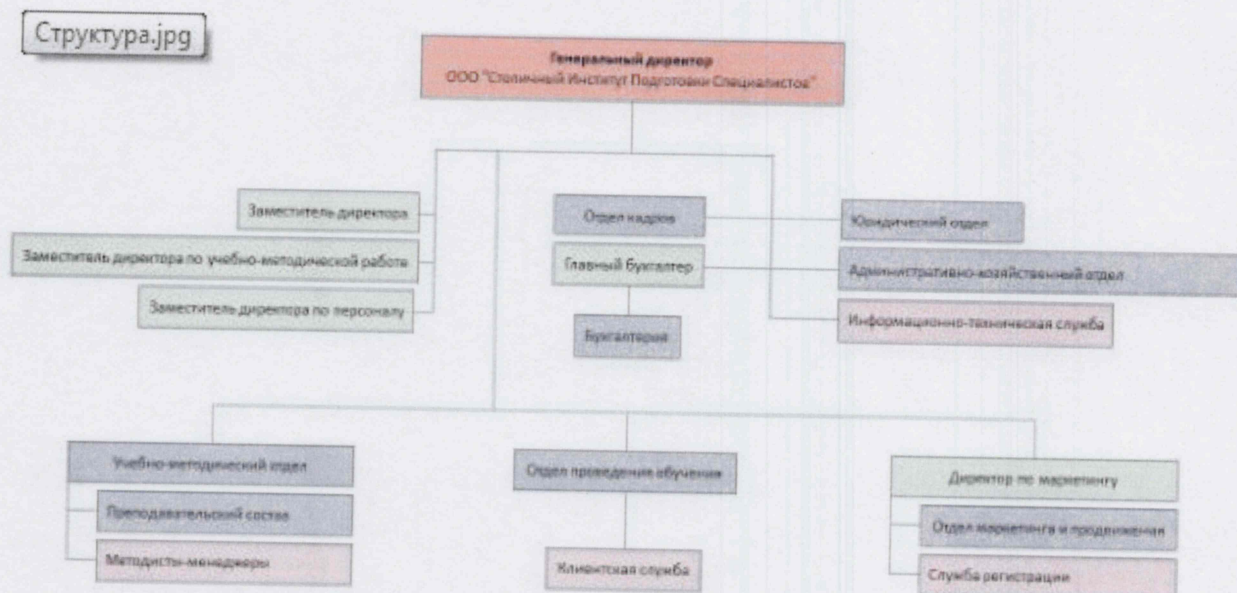 Структура.jpg
Генеральный директор
ООО "Столичный Институт Подготовки Специалистов"
Заместитель директора
Заместитель директора по учебно-методической работе
Заместитель директора по персоналу
Отдел кадров
Главный бухгалтер
Бухгалтерия
Юридический отдел
Административно-хозяйственный отдел
Информационно-техническая служба
Учебно-методический отдел
Преподавательский состав
Методисты-менеджеры
Отдел проведения обучения
Клиентская служба
Директор по маркетингу
Отдел маркетинга и продвижения
Служба регистрации